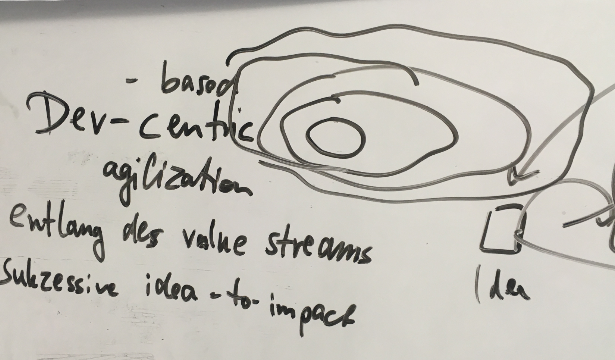 - based
Dev-centric
agilization
entlang des value streams
sukzessive idea-to-impact
Idea